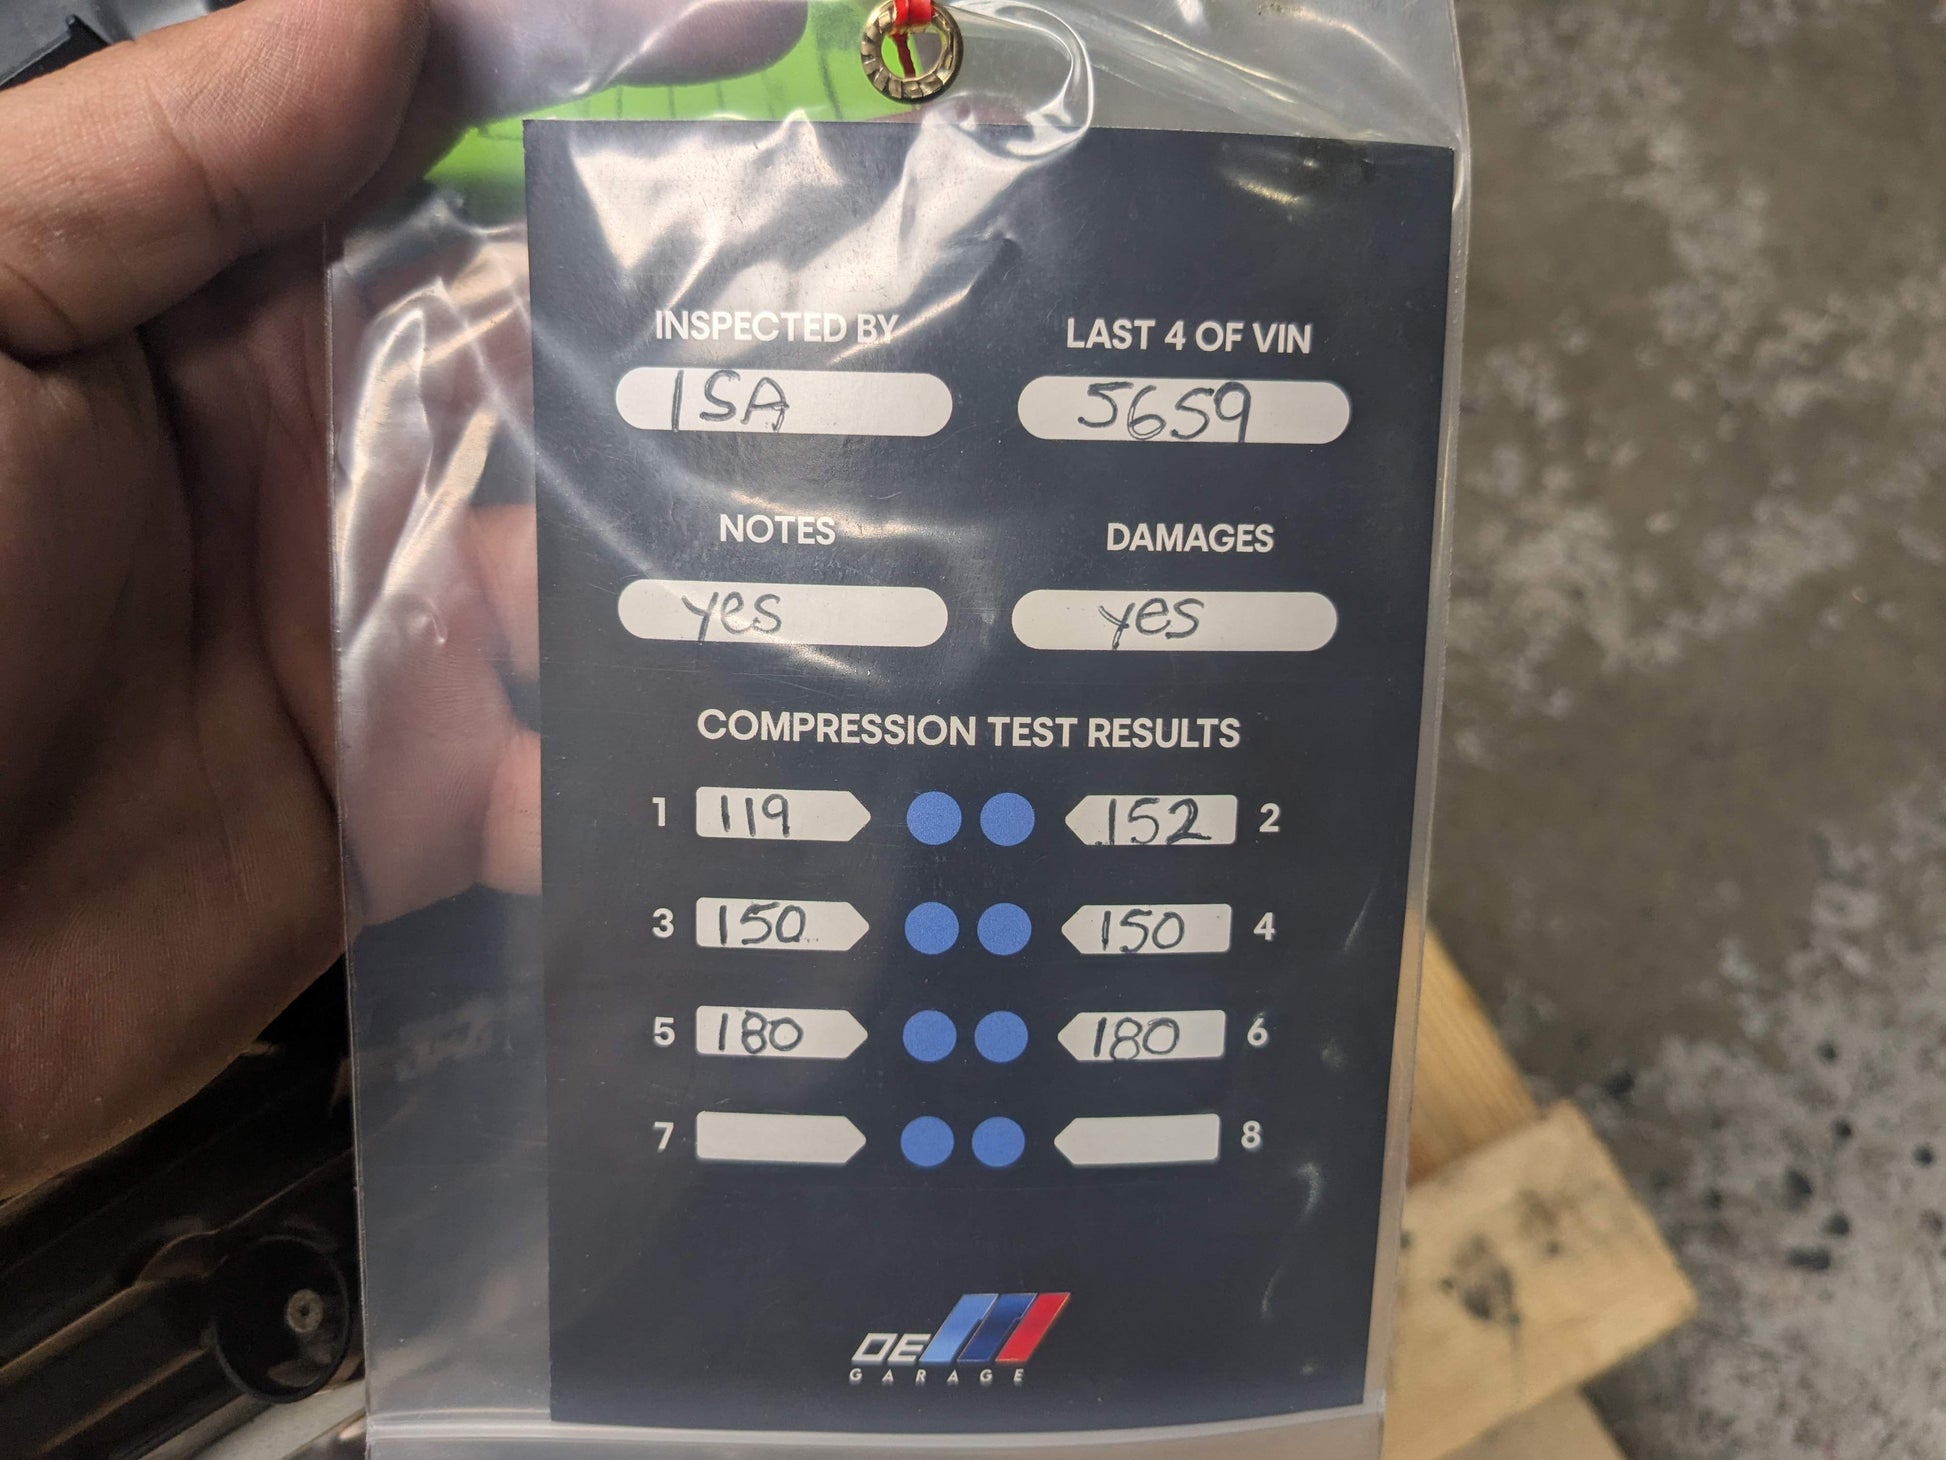 INSPECTED BY
ISA
LAST 4 OF VIN
5659
NOTES
yes
DAMAGES
yes
COMPRESSION TEST RESULTS
1 119 152 2
3 150 150 4
5 180 180 6
7 8
OE
GARAGE